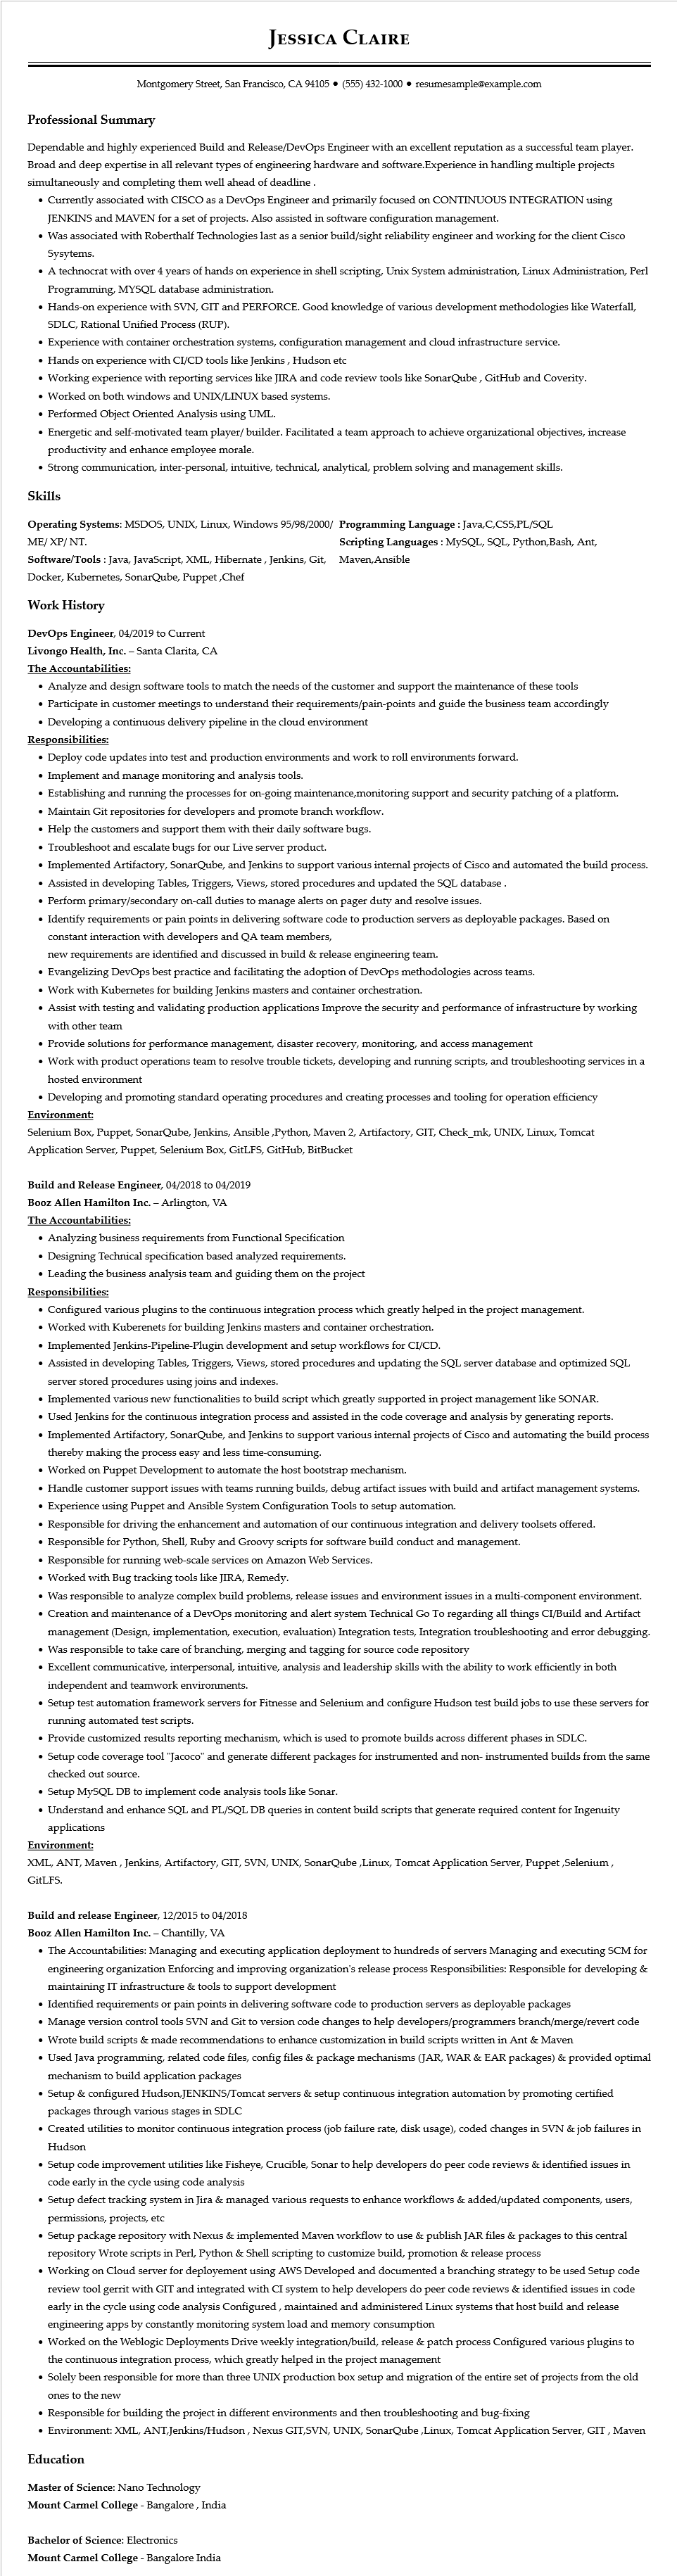 Jessica Claire
Montgomery Street, San Francisco, CA 94105 ● (555) 432-1000 ● resumesample@example.com
Professional Summary
Dependable and highly experienced Build and Release/DevOps Engineer with an excellent reputation as a successful team player.
Broad and deep expertise in all relevant types of engineering hardware and software.Experience in handling multiple projects
simultaneously and completing them well ahead of deadline .
• Currently associated with CISCO as a DevOps Engineer and primarily focused on CONTINUOUS INTEGRATION using
JENKINS and MAVEN for a set of projects. Also assisted in software configuration management.
• Was associated with Roberthalf Technologies last as a senior build/sight reliability engineer and working for the client Cisco
Sysytems.
• A technocrat with over 4 years of hands on experience in shell scripting, Unix System administration, Linux Administration, Perl
Programming, MYSQL database administration.
• Hands-on experience with SVN, GIT and PERFORCE. Good knowledge of various development methodologies like Waterfall,
SDLC, Rational Unified Process (RUP).
• Experience with container orchestration systems, configuration management and cloud infrastructure service.
• Hands on experience with CI/CD tools like Jenkins , Hudson etc
• Working experience with reporting services like JIRA and code review tools like SonarQube , GitHub and Coverity.
• Worked on both windows and UNIX/LINUX based systems.
• Performed Object Oriented Analysis using UML.
• Energetic and self-motivated team player/ builder. Facilitated a team approach to achieve organizational objectives, increase
productivity and enhance employee morale.
• Strong communication, inter-personal, intuitive, technical, analytical, problem solving and management skills.
Skills
Operating Systems: MSDOS, UNIX, Linux, Windows 95/98/2000/
ME/ XP/ NT.
Software/Tools : Java, JavaScript, XML, Hibernate , Jenkins, Git,
Docker, Kubernetes, SonarQube, Puppet ,Chef
Programming Language : Java,C,CSS,PL/SQL
Scripting Languages : MySQL, SQL, Python,Bash, Ant,
Maven,Ansible
Work History
DevOps Engineer, 04/2019 to Current
Livongo Health, Inc. – Santa Clarita, CA
The Accountabilities:
• Analyze and design software tools to match the needs of the customer and support the maintenance of these tools
• Participate in customer meetings to understand their requirements/pain-points and guide the business team accordingly
• Developing a continuous delivery pipeline in the cloud environment
Responsibilities:
• Deploy code updates into test and production environments and work to roll environments forward.
• Implement and manage monitoring and analysis tools.
• Establishing and running the processes for on-going maintenance,monitoring support and security patching of a platform.
• Maintain Git repositories for developers and promote branch workflow.
• Help the customers and support them with their daily software bugs.
• Troubleshoot and escalate bugs for our Live server product.
• Implemented Artifactory, SonarQube, and Jenkins to support various internal projects of Cisco and automated the build process.
• Assisted in developing Tables, Triggers, Views, stored procedures and updated the SQL database .
• Perform primary/secondary on-call duties to manage alerts on pager duty and resolve issues.
• Identify requirements or pain points in delivering software code to production servers as deployable packages. Based on
constant interaction with developers and QA team members,
new requirements are identified and discussed in build & release engineering team.
• Evangelizing DevOps best practice and facilitating the adoption of DevOps methodologies across teams.
• Work with Kubernetes for building Jenkins masters and container orchestration.
• Assist with testing and validating production applications Improve the security and performance of infrastructure by working
with other team
• Provide solutions for performance management, disaster recovery, monitoring, and access management
• Work with product operations team to resolve trouble tickets, developing and running scripts, and troubleshooting services in a
hosted environment
• Developing and promoting standard operating procedures and creating processes and tooling for operation efficiency
Environment:
Selenium Box, Puppet, SonarQube, Jenkins, Ansible ,Python, Maven 2, Artifactory, GIT, Check_mk, UNIX, Linux, Tomcat
Application Server, Puppet, Selenium Box, GitLFS, GitHub, BitBucket
Build and Release Engineer, 04/2018 to 04/2019
Booz Allen Hamilton Inc. – Arlington, VA
The Accountabilities:
• Analyzing business requirements from Functional Specification
• Designing Technical specification based analyzed requirements.
• Leading the business analysis team and guiding them on the project
Responsibilities:
• Configured various plugins to the continuous integration process which greatly helped in the project management.
• Worked with Kuberenets for building Jenkins masters and container orchestration.
• Implemented Jenkins-Pipeline-Plugin development and setup workflows for CI/CD.
• Assisted in developing Tables, Triggers, Views, stored procedures and updating the SQL server database and optimized SQL
server stored procedures using joins and indexes.
• Implemented various new functionalities to build script which greatly supported in project management like SONAR.
• Used Jenkins for the continuous integration process and assisted in the code coverage and analysis by generating reports.
• Implemented Artifactory, SonarQube, and Jenkins to support various internal projects of Cisco and automating the build process
thereby making the process easy and less time-consuming.
• Worked on Puppet Development to automate the host bootstrap mechanism.
• Handle customer support issues with teams running builds, debug artifact issues with build and artifact management systems.
• Experience using Puppet and Ansible System Configuration Tools to setup automation.
• Responsible for driving the enhancement and automation of our continuous integration and delivery toolsets offered.
• Responsible for Python, Shell, Ruby and Groovy scripts for software build conduct and management.
• Responsible for running web-scale services on Amazon Web Services.
• Worked with Bug tracking tools like JIRA, Remedy.
• Was responsible to analyze complex build problems, release issues and environment issues in a multi-component environment.
• Creation and maintenance of a DevOps monitoring and alert system Technical Go To regarding all things CI/Build and Artifact
management (Design, implementation, execution, evaluation) Integration tests, Integration troubleshooting and error debugging.
• Was responsible to take care of branching, merging and tagging for source code repository
• Excellent communicative, interpersonal, intuitive, analysis and leadership skills with the ability to work efficiently in both
independent and teamwork environments.
• Setup test automation framework servers for Fitnesse and Selenium and configure Hudson test build jobs to use these servers for
running automated test scripts.
• Provide customized results reporting mechanism, which is used to promote builds across different phases in SDLC.
• Setup code coverage tool "Jacoco" and generate different packages for instrumented and non- instrumented builds from the same
checked out source.
• Setup MySQL DB to implement code analysis tools like Sonar.
• Understand and enhance SQL and PL/SQL DB queries in content build scripts that generate required content for Ingenuity
applications
Environment:
XML, ANT, Maven , Jenkins, Artifactory, GIT, SVN, UNIX, SonarQube ,Linux, Tomcat Application Server, Puppet ,Selenium ,
GitLFS.
Build and release Engineer, 12/2015 to 04/2018
Booz Allen Hamilton Inc. – Chantilly, VA
• The Accountabilities: Managing and executing application deployment to hundreds of servers Managing and executing SCM for
engineering organization Enforcing and improving organization's release process Responsibilities: Responsible for developing &
maintaining IT infrastructure & tools to support development
• Identified requirements or pain points in delivering software code to production servers as deployable packages
• Manage version control tools SVN and Git to version code changes to help developers/programmers branch/merge/revert code
• Wrote build scripts & made recommendations to enhance customization in build scripts written in Ant & Maven
• Used Java programming, related code files, config files & package mechanisms (JAR, WAR & EAR packages) & provided optimal
mechanism to build application packages
• Setup & configured Hudson,JENKINS/Tomcat servers & setup continuous integration automation by promoting certified
packages through various stages in SDLC
• Created utilities to monitor continuous integration process (job failure rate, disk usage), coded changes in SVN & job failures in
Hudson
• Setup code improvement utilities like Fisheye, Crucible, Sonar to help developers do peer code reviews & identified issues in
code early in the cycle using code analysis
• Setup defect tracking system in Jira & managed various requests to enhance workflows & added/updated components, users,
permissions, projects, etc
• Setup package repository with Nexus & implemented Maven workflow to use & publish JAR files & packages to this central
repository Wrote scripts in Perl, Python & Shell scripting to customize build, promotion & release process
• Working on Cloud server for deployement using AWS Developed and documented a branching strategy to be used Setup code
review tool gerrit with GIT and integrated with CI system to help developers do peer code reviews & identified issues in code
early in the cycle using code analysis Configured , maintained and administered Linux systems that host build and release
engineering apps by constantly monitoring system load and memory consumption
• Worked on the Weblogic Deployments Drive weekly integration/build, release & patch process Configured various plugins to
the continuous integration process, which greatly helped in the project management
• Solely been responsible for more than three UNIX production box setup and migration of the entire set of projects from the old
ones to the new
• Responsible for building the project in different environments and then troubleshooting and bug-fixing
• Environment: XML, ANT,Jenkins/Hudson , Nexus GIT,SVN, UNIX, SonarQube ,Linux, Tomcat Application Server, GIT , Maven
Education
Master of Science: Nano Technology
Mount Carmel College - Bangalore , India
Bachelor of Science: Electronics
Mount Carmel College - Bangalore India